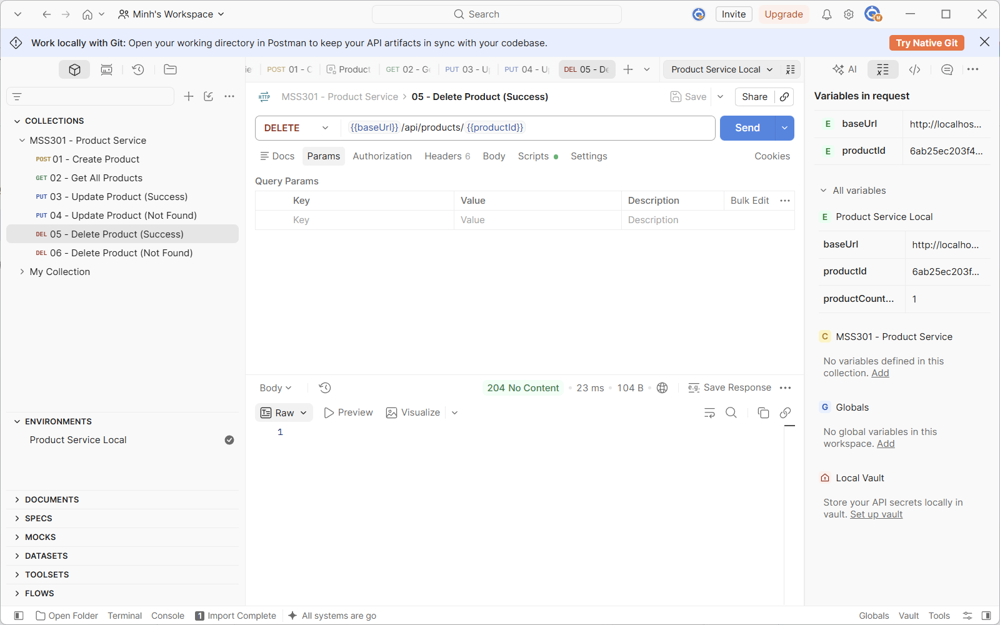 Minh's Workspace
Search
Invite
Upgrade
Work locally with Git: Open your working directory in Postman to keep your API artifacts in sync with your codebase.
Try Native Git
POST 01 - C
Product
GET 02 - Ge
PUT 03 - U
PUT 04 - U
DEL 05 - De
Product Service Local
AI
COLLECTIONS
MSS301 - Product Service
POST 01 - Create Product
GET 02 - Get All Products
PUT 03 - Update Product (Success)
PUT 04 - Update Product (Not Found)
DEL 05 - Delete Product (Success)
DEL 06 - Delete Product (Not Found)
My Collection
ENVIRONMENTS
Product Service Local
DOCUMENTS
SPECS
MOCKS
DATASETS
TOOLSETS
FLOWS
HTTP MSS301 - Product Service > 05 - Delete Product (Success)
Save
Share
DELETE {{baseUrl}} /api/products/ {{productId}}
Send
Docs Params Authorization Headers 6 Body Scripts Settings Cookies
Query Params
Key Value Description Bulk Edit
Key Value Description
Body
204 No Content 23 ms 104 B
e.g. Save Response
Raw Preview Visualize
1
Variables in request
E baseUrl http://localhos...
E productId 6ab25ec203f4...
All variables
E Product Service Local
baseUrl http://localho...
productId 6ab25ec203f...
productCount... 1
C MSS301 - Product Service
No variables defined in this
collection. Add
G Globals
No global variables in this
workspace. Add
Local Vault
Store your API secrets locally in
vault. Set up vault
Open Folder Terminal Console 1 Import Complete All systems are go
Globals Vault Tools